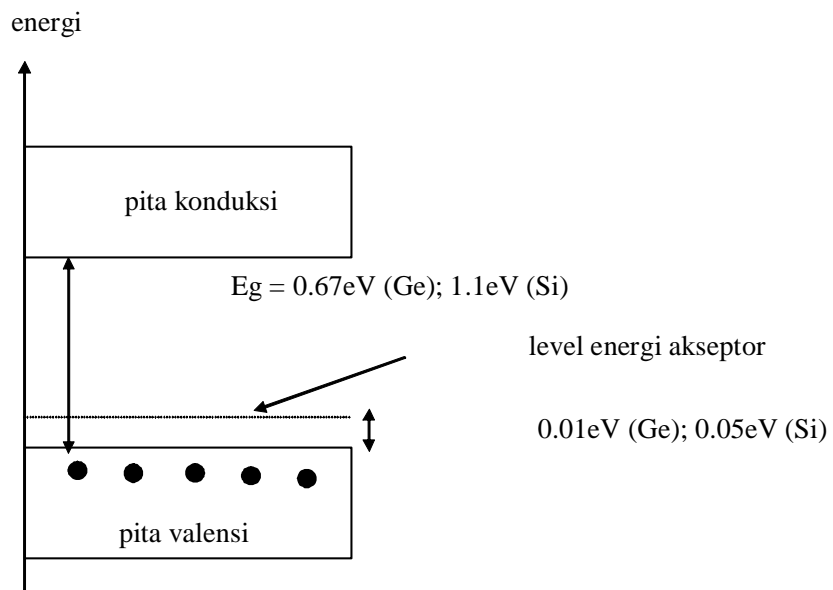 energi
pita konduksi
Eg = 0.67eV (Ge); 1.1eV (Si)
level energi akseptor
0.01eV (Ge); 0.05eV (Si)
pita valensi